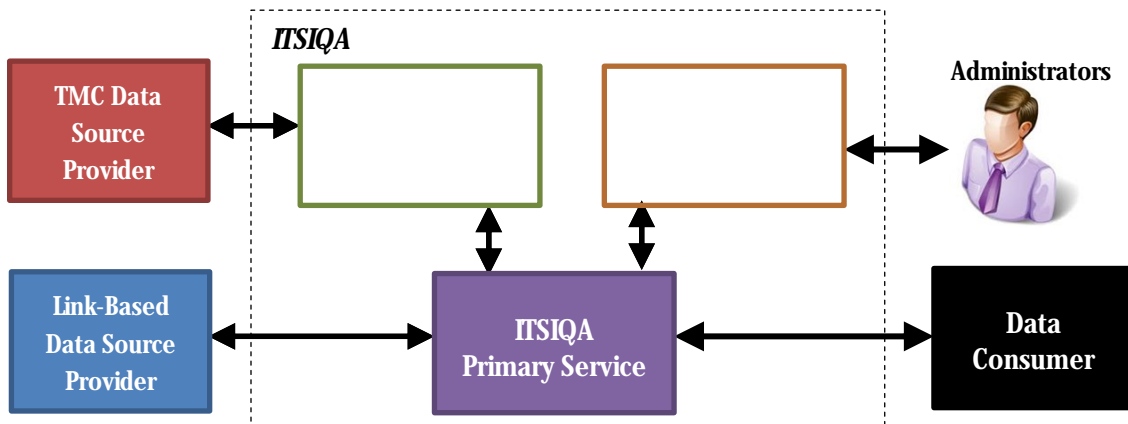 ITSIQA
TMC Data
Source
Provider
Administrators
Link-Based
Data Source
Provider
ITSIQA
Primary Service
Data
Consumer